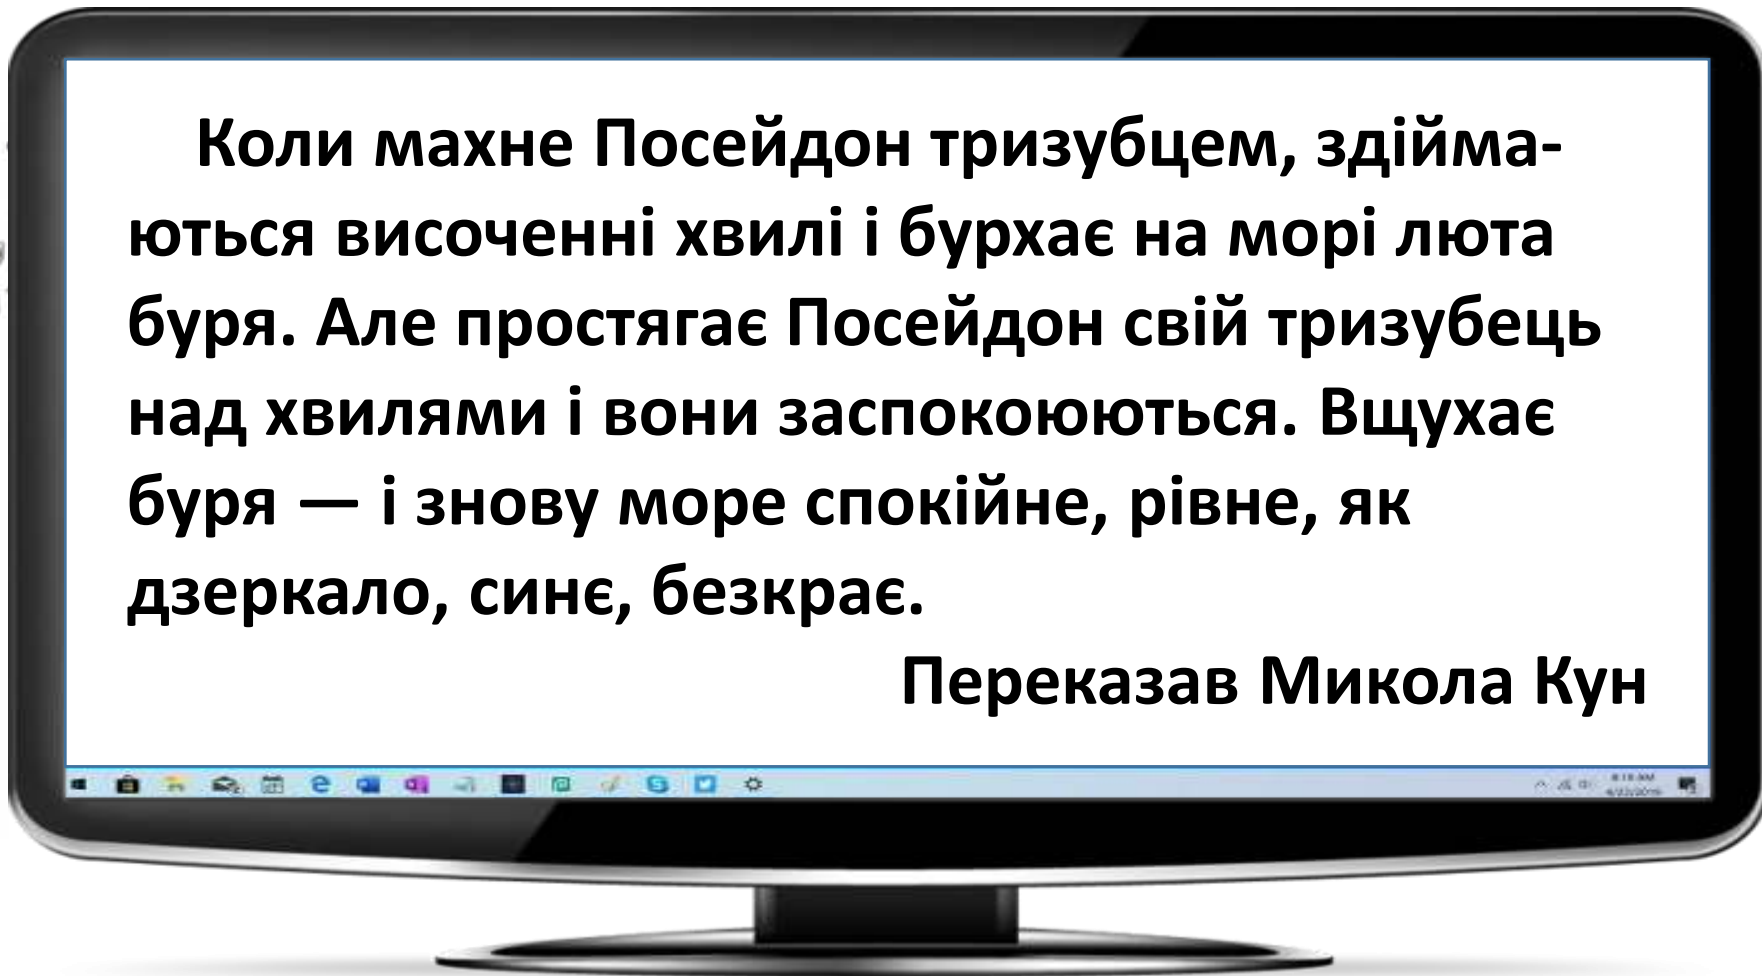 Коли махне Посейдон тризубцем, здійма-
ються височенні хвилі і бурхає на морі люта
буря. Але простягає Посейдон свій тризубець
над хвилями і вони заспокоюються. Вщухає
буря — і знову море спокійне, рівне, як
дзеркало, синє, безкрає.
Переказав Микола Кун